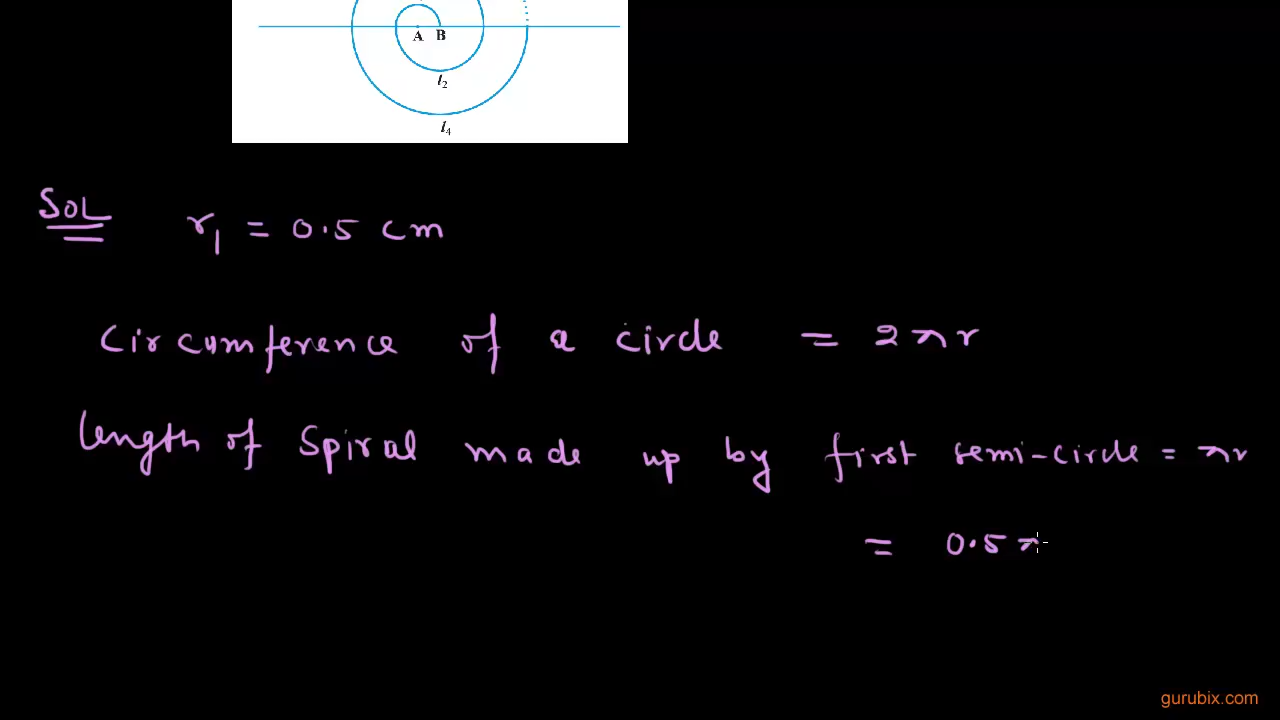 A B
l2
l4
SOL r1 = 0.5 cm
Circumference of a circle = 2πr
Length of Spiral made up by first semi-circle = πr
= 0.5π
gurubix.com